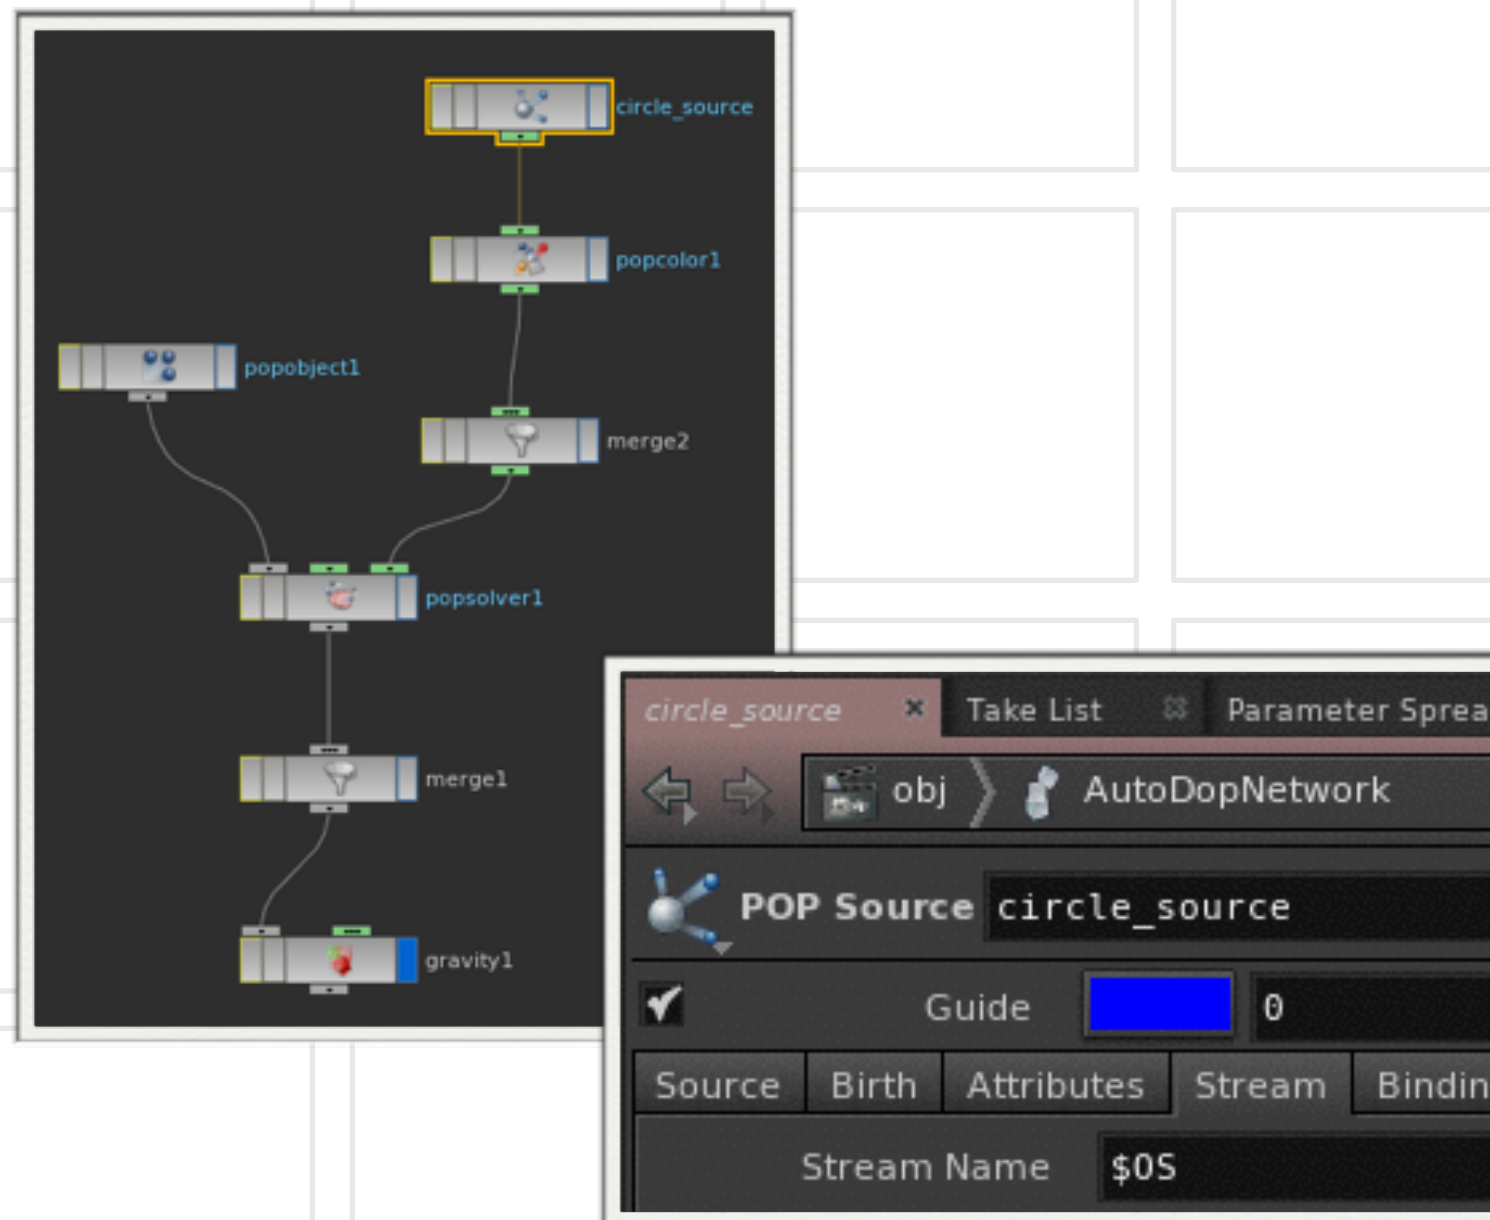 circle_source
popcolor1
popobject1
merge2
popsolver1
merge1
gravity1
circle_source Take List Parameter Sprea
obj AutoDopNetwork
POP Source circle_source
Guide 0
Source Birth Attributes Stream Bindin
Stream Name $OS